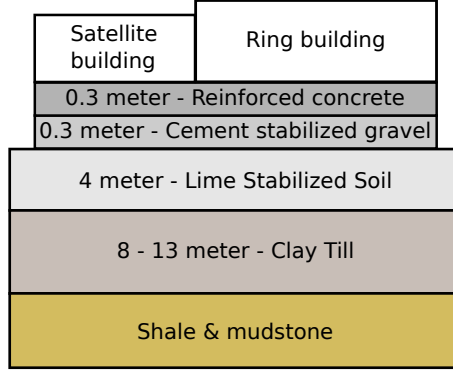 Satellite
building
Ring building
0.3 meter - Reinforced concrete
0.3 meter - Cement stabilized gravel
4 meter - Lime Stabilized Soil
8 - 13 meter - Clay Till
Shale & mudstone